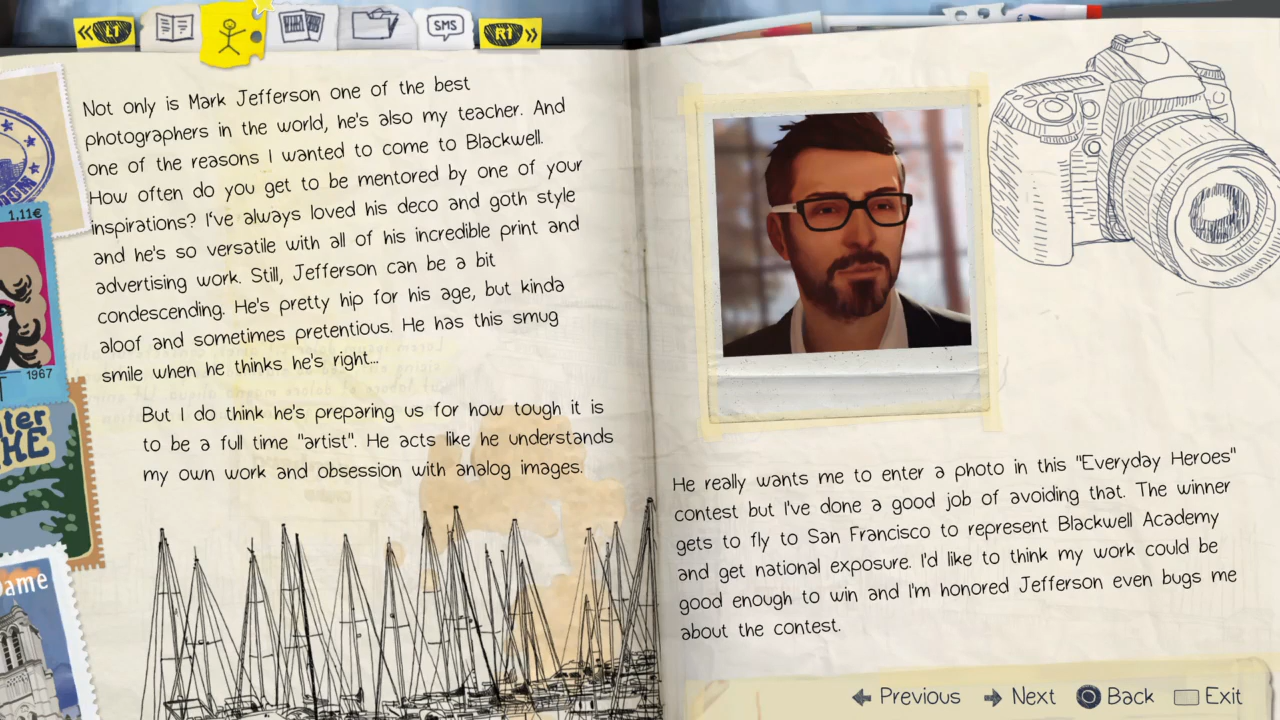 L1
SMS
R1
Not only is Mark Jefferson one of the best
photographers in the world, he's also my teacher. And
one of the reasons I wanted to come to Blackwell.
How often do you get to be mentored by one of your
inspirations? I've always loved his deco and goth style
and he's so versatile with all of his incredible print and
advertising work. Still, Jefferson can be a bit
condescending. He's pretty hip for his age, but kinda
aloof and sometimes pretentious. He has this smug
smile when he thinks he's right...
But I do think he's preparing us for how tough it is
to be a full time "artist". He acts like he understands
my own work and obsession with analog images.
1,11€
1967
He really wants me to enter a photo in this "Everyday Heroes"
contest but I've done a good job of avoiding that. The winner
gets to fly to San Francisco to represent Blackwell Academy
and get national exposure. I'd like to think my work could be
good enough to win and I'm honored Jefferson even bugs me
about the contest.
Previous
Next
Back
Exit